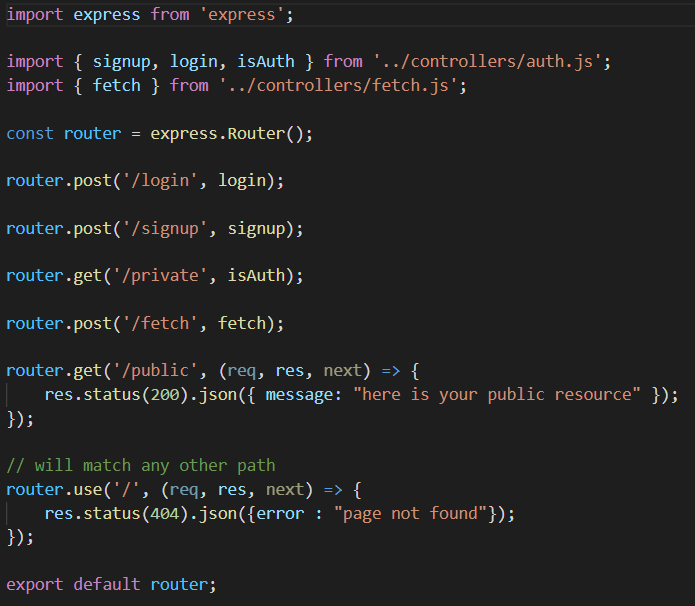 import express from 'express';
import { signup, login, isAuth } from '../controllers/auth.js';
import { fetch } from '../controllers/fetch.js';
const router = express.Router();
router.post('/login', login);
router.post('/signup', signup);
router.get('/private', isAuth);
router.post('/fetch', fetch);
router.get('/public', (req, res, next) => {
    res.status(200).json({ message: "here is your public resource" });
});
// will match any other path
router.use('/', (req, res, next) => {
    res.status(404).json({error : "page not found"});
});
export default router;